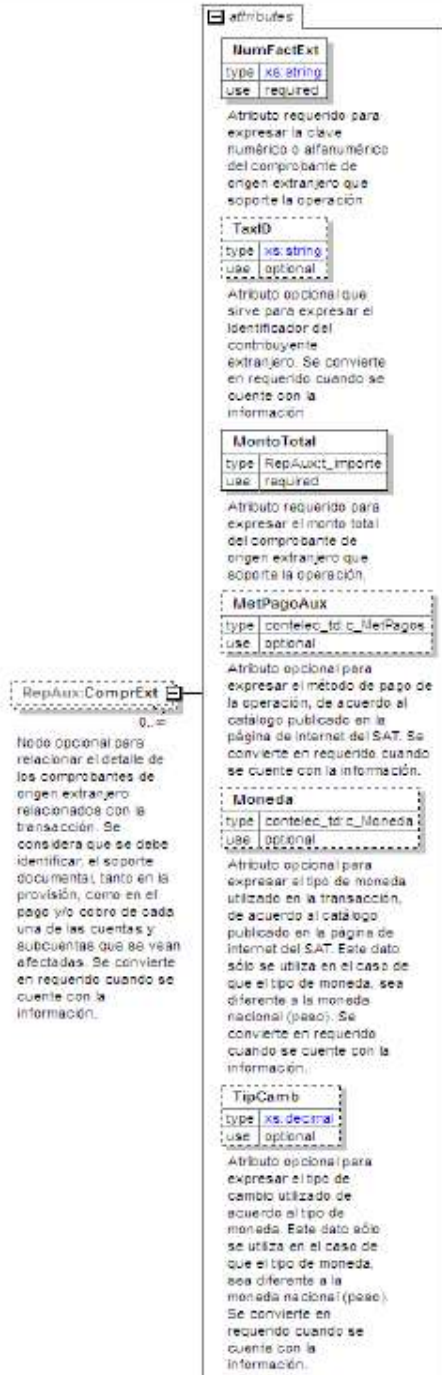 attributes
NumFactExt
type xs:string
use required
Atributo requerido para
expresar la clave
numérico o alfanumérico
del comprobante de
origen extranjero que
soporte la operación
TaxID
type xs:string
use optional
Atributo opcional que
sirve para expresar el
identificador del
contribuyente
extranjero. Se convierte
en requerido cuando se
cuente con la
información
MontoTotal
type RepAux:t_importe
use required
Atributo requerido para
expresar el monto total
del comprobante de
origen extranjero que
soporte la operación.
MetPagoAux
type contelec_td:c_MetPagos
use optional
Atributo opcional para
expresar el método de pago de
la operación, de acuerdo al
catálogo publicado en la
página de internet del SAT. Se
convierte en requerido cuando
se cuente con la información.
RepAux:ComprExt
0..∞
Nodo opcional para
relacionar el detalle de
los comprobantes de
origen extranjero
relacionados con la
transacción. Se
considera que se debe
identificar, el soporte
documental, tanto en la
provisión, como en el
pago y/o cobro de cada
una de las cuentas y
subcuentas que se vean
afectadas. Se convierte
en requerido cuando se
cuente con la
información.
Moneda
type contelec_td:c_Moneda
use optional
Atributo opcional para
expresar el tipo de moneda
utilizado en la transacción,
de acuerdo al catálogo
publicado en la página de
internet del SAT. Este dato
sólo se utiliza en el caso de
que el tipo de moneda, sea
diferente a la moneda
nacional (peso). Se
convierte en requerido
cuando se cuente con la
información.
TipCamb
type xs:decimal
use optional
Atributo opcional para
expresar el tipo de
cambio utilizado de
acuerdo al tipo de
moneda. Este dato sólo
se utiliza en el caso de
que el tipo de moneda,
sea diferente a la
moneda nacional (peso).
Se convierte en
requerido cuando se
cuente con la
información.